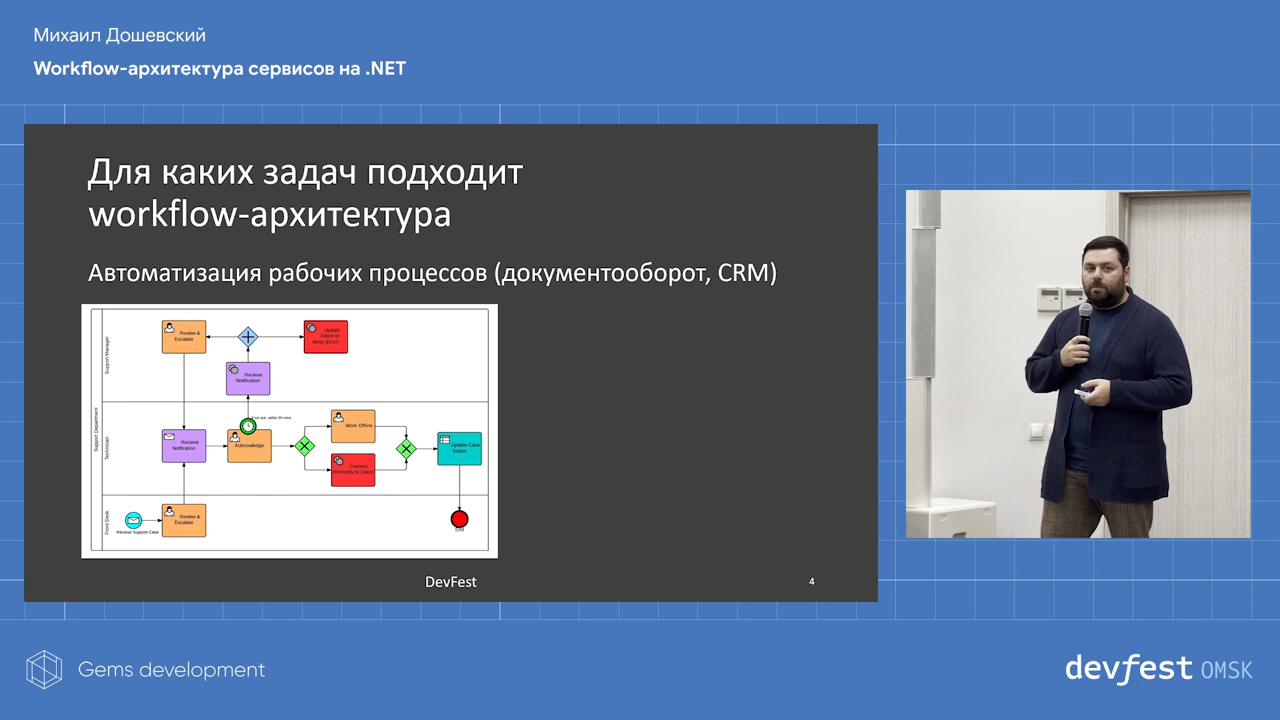 Михаил Дошевский
Workflow-архитектура сервисов на .NET
Для каких задач подходит
workflow-архитектура
Автоматизация рабочих процессов (документооборот, CRM)
Support Department
Support Manager
Review &
Escalate
Update
Client on
Recieve
Notification
Technician
Recieve
Notification
Acknowledge
Work Offline
Connect
Remotely to Client
Update Case
Status
Front Desk
Recieve Support Case
Review &
Escalate
End
DevFest
4
Gems development
devfest OMSK